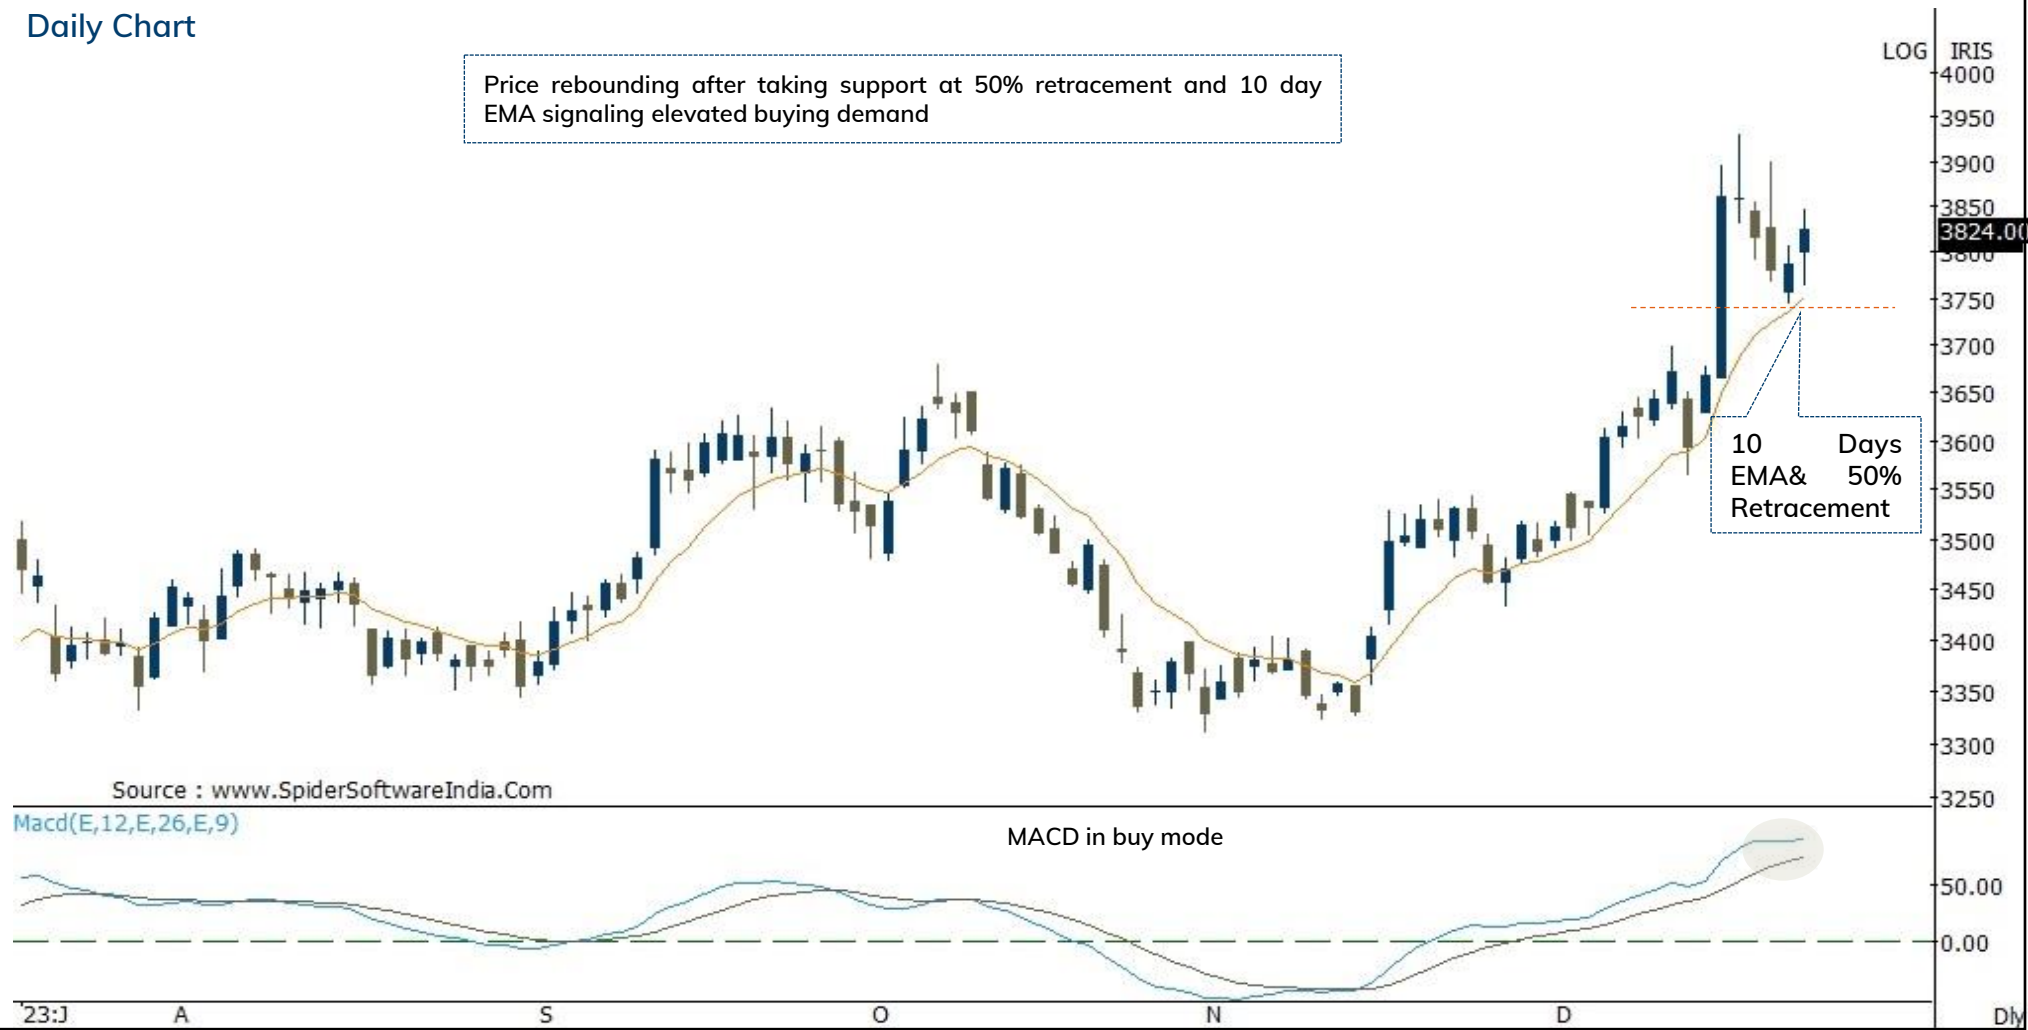 Daily Chart
LOG IRIS
Price rebounding after taking support at 50% retracement and 10 day
EMA signaling elevated buying demand
4000
3950
3900
3850
3824.00
3800
3750
3700
3650
3600
3550
3500
3450
3400
3350
3300
3250
10 Days
EMA& 50%
Retracement
Source : www.SpiderSoftwareIndia.Com
Macd(E,12,E,26,E,9)
MACD in buy mode
50.00
0.00
'23:J A S O N D Dly